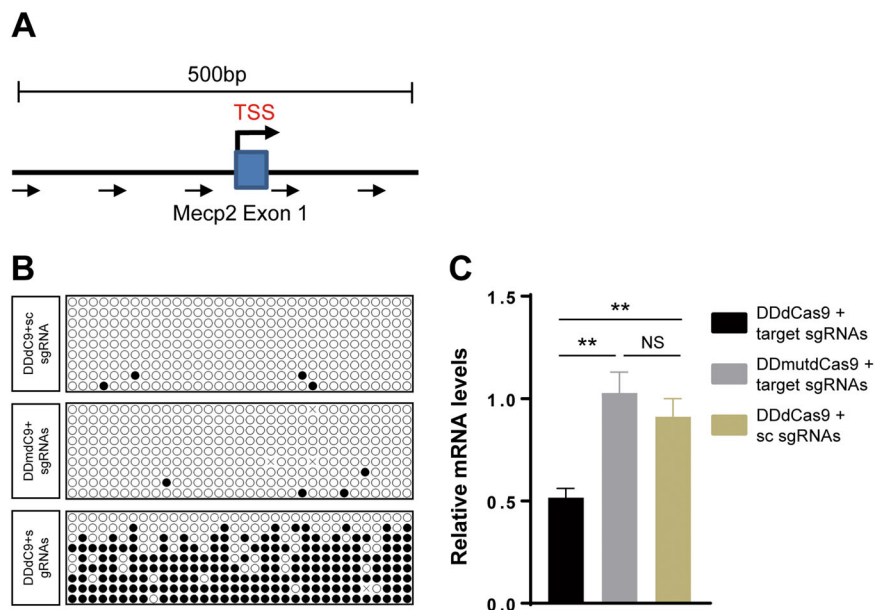 A
500bp
TSS
Mecp2 Exon 1
B
DDdC9+sc
sgRNA
DDmdC9+
sgRNAs
DDdC9+s
gRNAs
C
Relative mRNA levels
1.5
1.0
0.5
0.0
**
**
NS
DDdCas9 +
target sgRNAs
DDmutdCas9 +
target sgRNAs
DDdCas9 +
sc sgRNAs